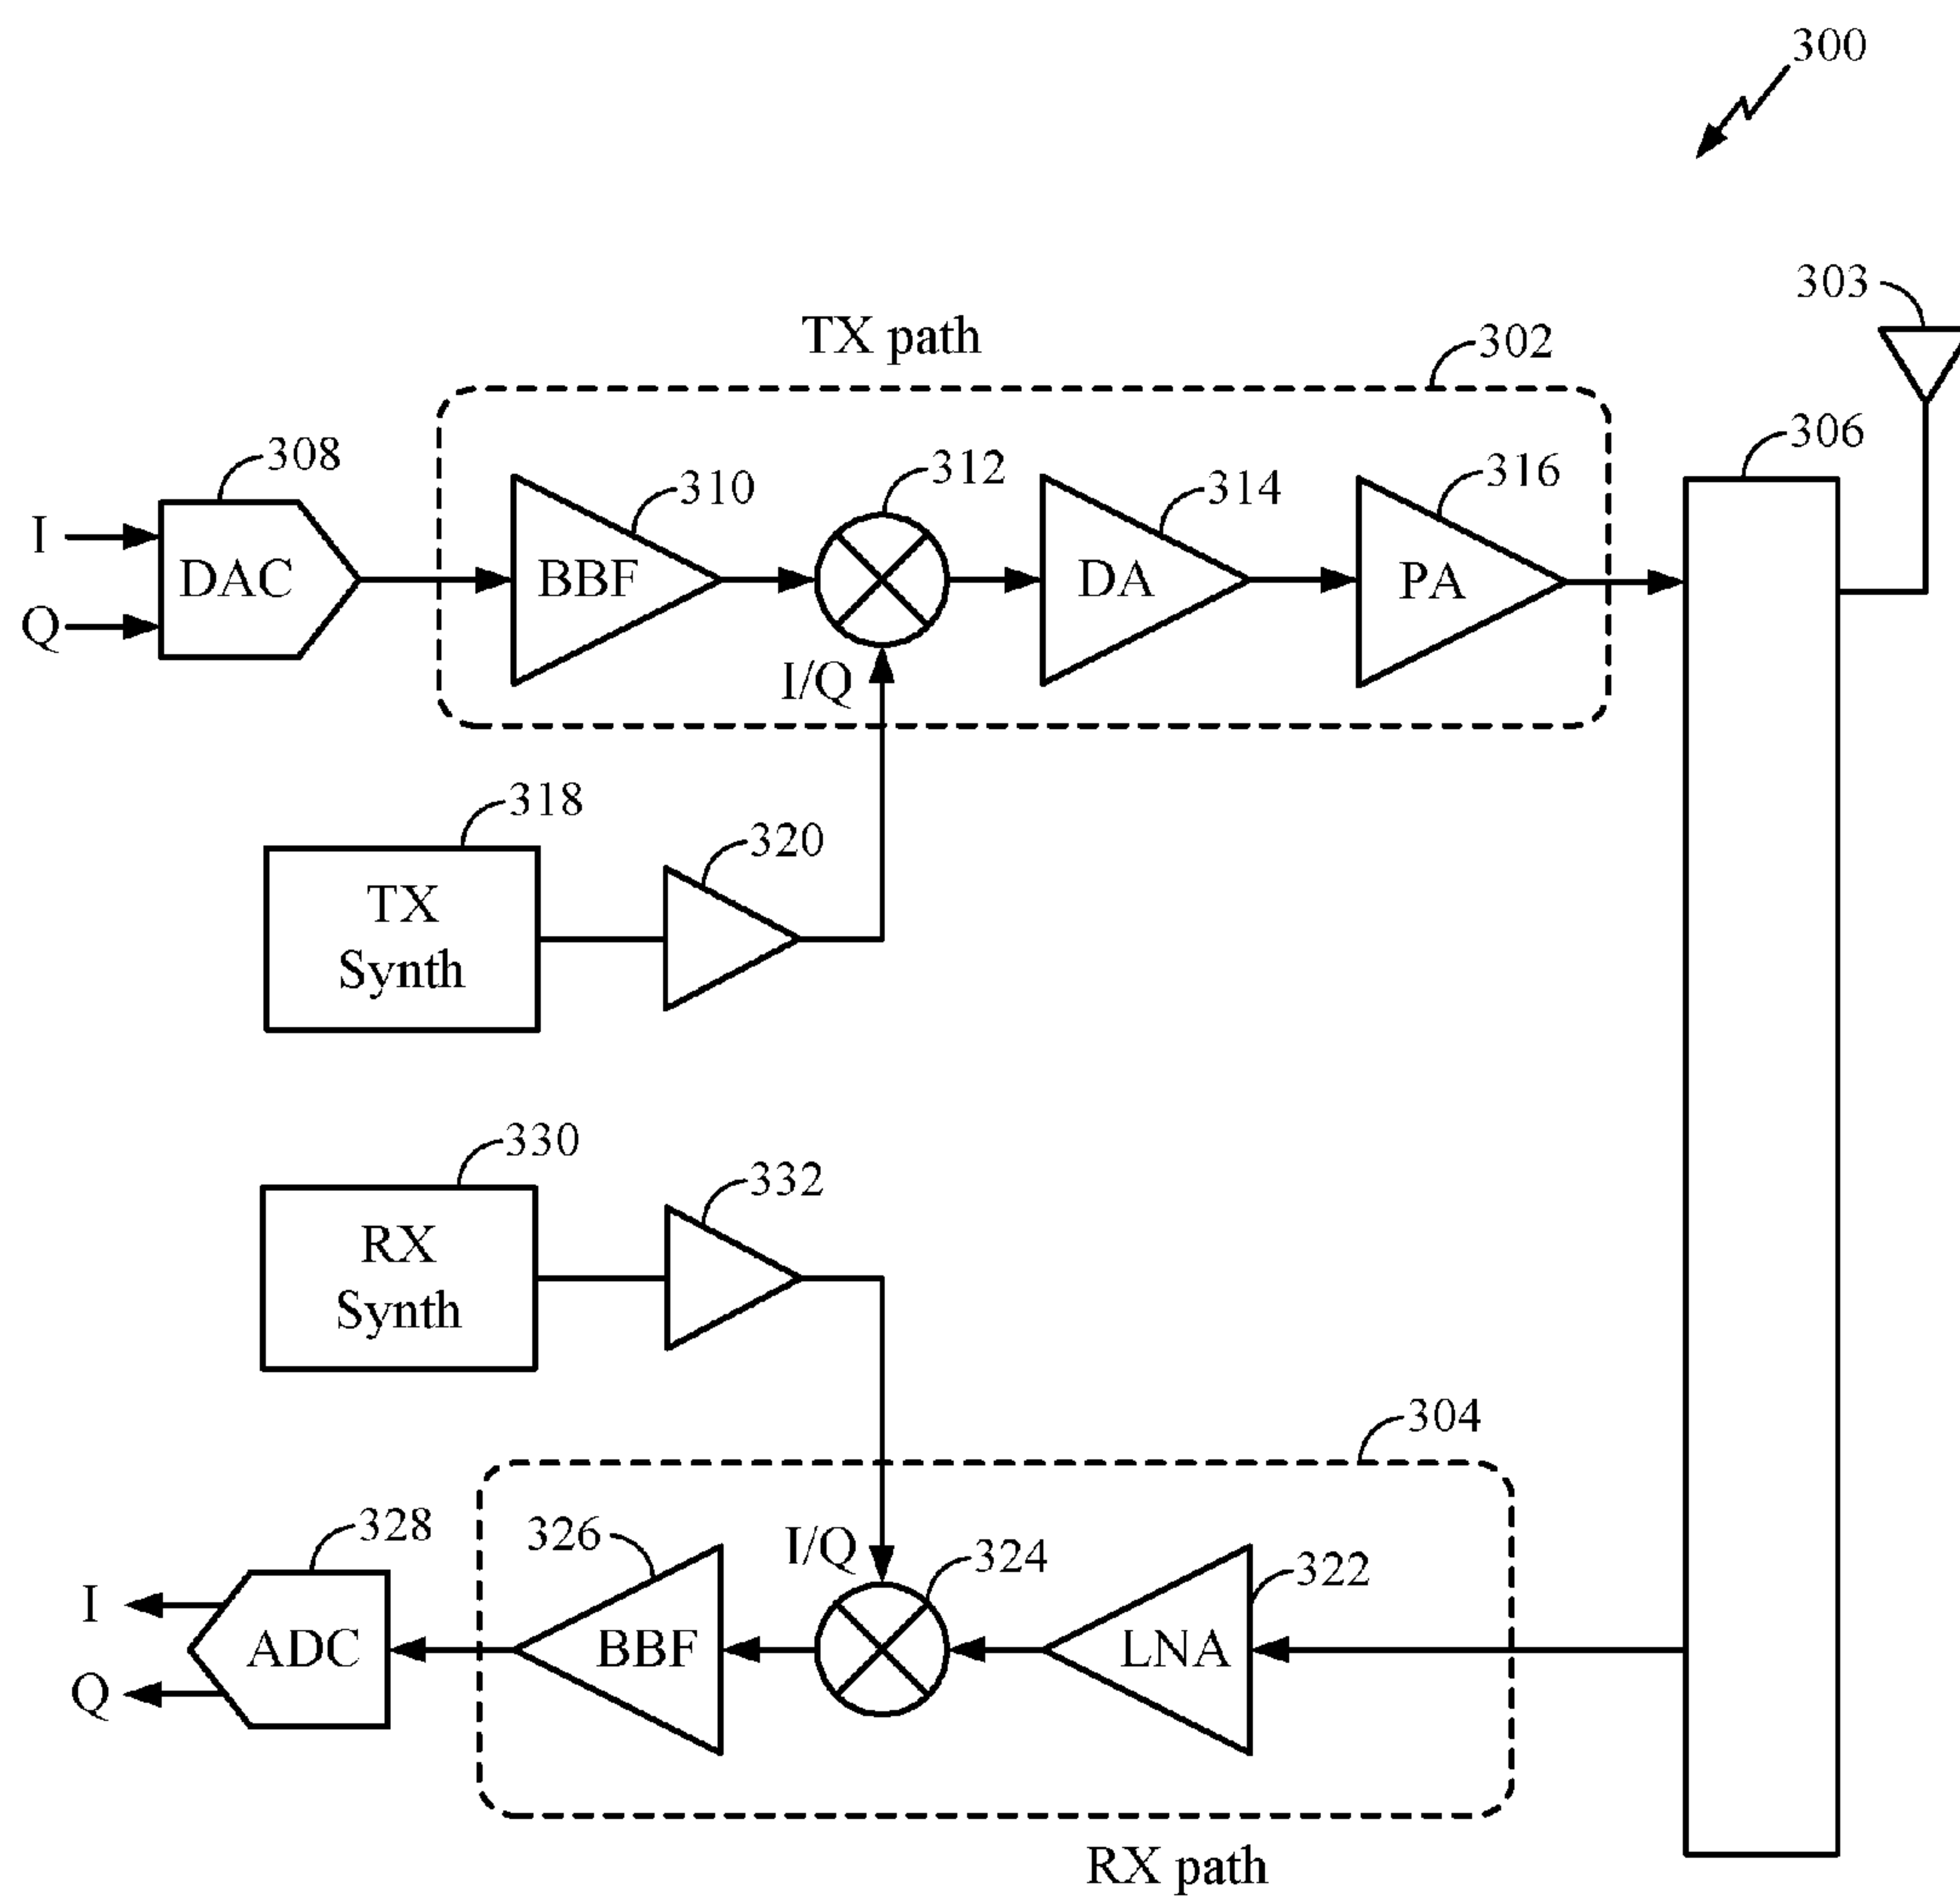 300
303
TX path
302
306
308
310
312
314
316
I
DAC
BBF
DA
PA
Q
I/Q
318
320
TX
Synth
330
332
RX
Synth
304
328
326
I/Q
324
322
I
ADC
BBF
LNA
Q
RX path